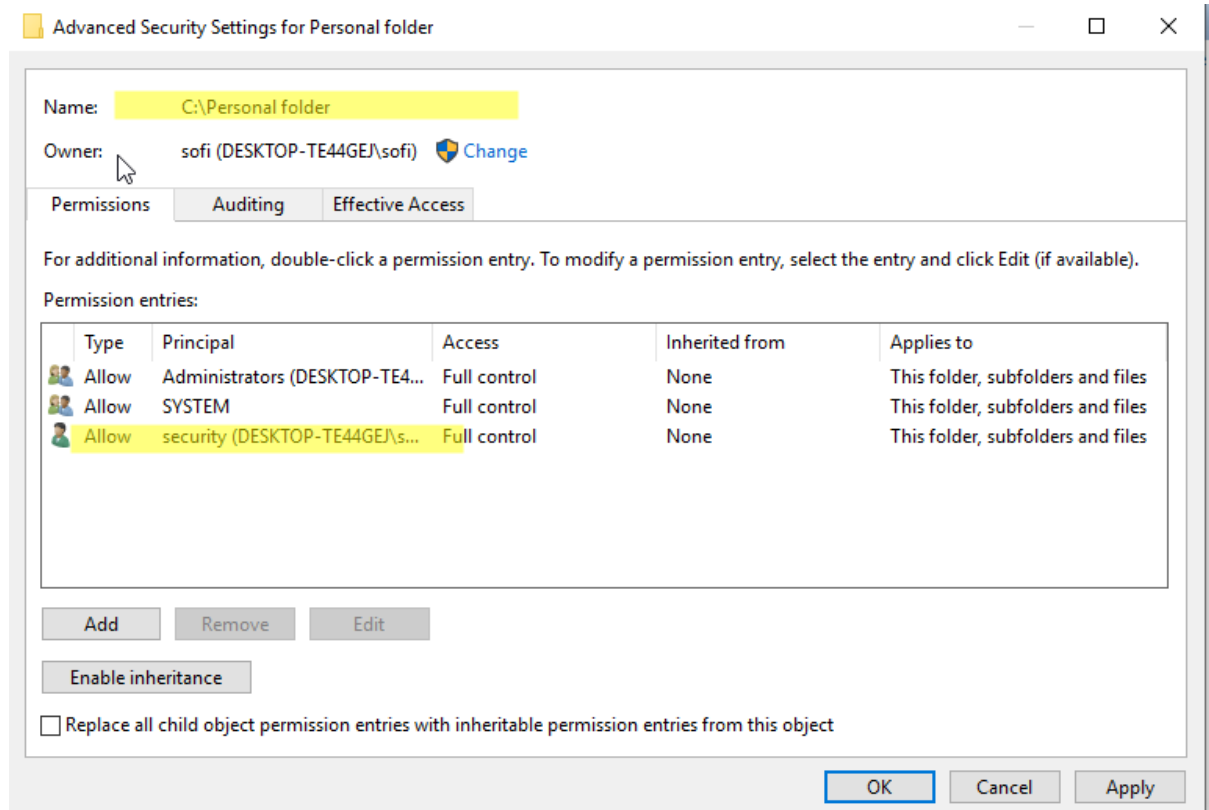 Advanced Security Settings for Personal folder
Name: C:\Personal folder
Owner: sofi (DESKTOP-TE44GEJ\sofi) Change
Permissions Auditing Effective Access
For additional information, double-click a permission entry. To modify a permission entry, select the entry and click Edit (if available).
Permission entries:
Type Principal Access Inherited from Applies to
Allow Administrators (DESKTOP-TE4... Full control None This folder, subfolders and files
Allow SYSTEM Full control None This folder, subfolders and files
Allow security (DESKTOP-TE44GEJ\s... Full control None This folder, subfolders and files
Add Remove Edit
Enable inheritance
Replace all child object permission entries with inheritable permission entries from this object
OK Cancel Apply